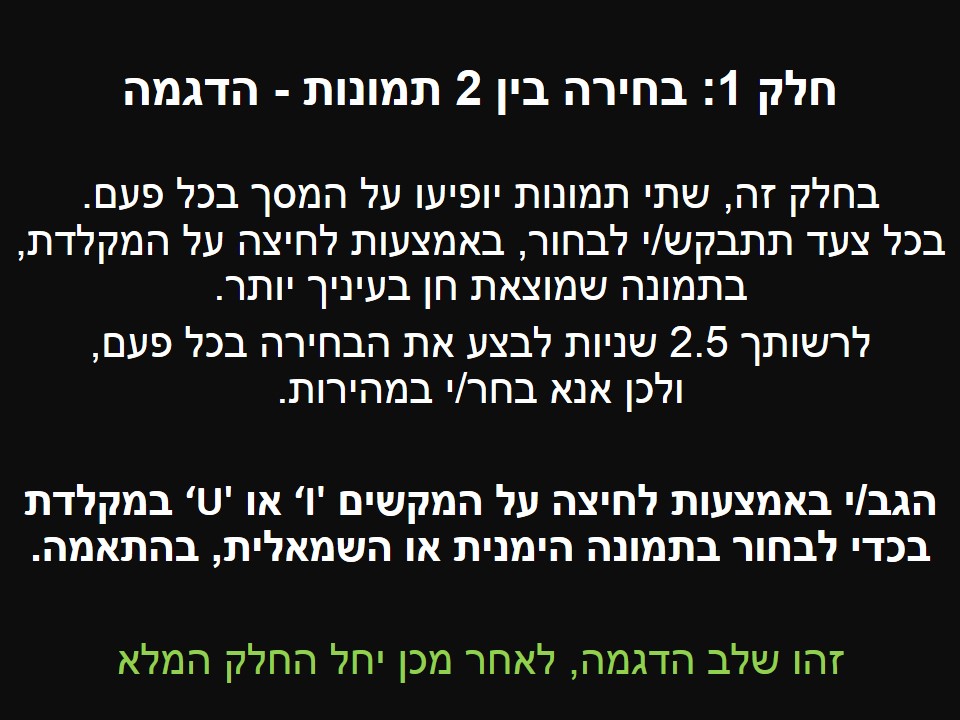 חלק 1: בחירה בין 2 תמונות - הדגמה
בחלק זה, שתי תמונות יופיעו על המסך בכל פעם.
בכל צעד תתבקש/י לבחור, באמצעות לחיצה על המקלדת,
בתמונה שמוצאת חן בעיניך יותר.
לרשותך 2.5 שניות לבצע את הבחירה בכל פעם,
ולכן אנא בחר/י במהירות.
הגב/י באמצעות לחיצה על המקשים 'I‘ או 'U‘ במקלדת
בכדי לבחור בתמונה הימנית או השמאלית, בהתאמה.
זהו שלב הדגמה, לאחר מכן יחל החלק המלא